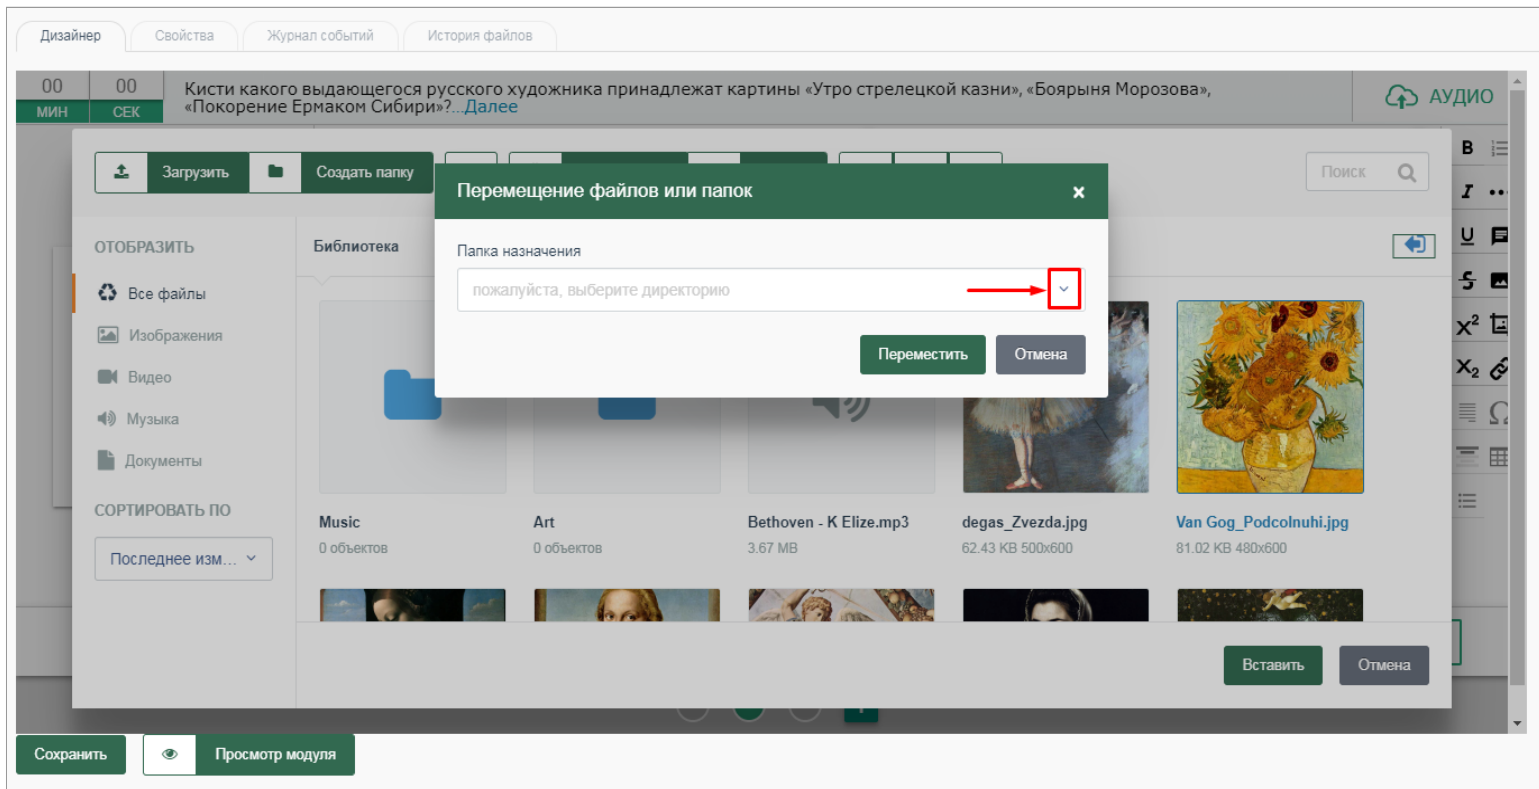 Дизайнер
Свойства
Журнал событий
История файлов
00
МИН
00
СЕК
Кисти какого выдающегося русского художника принадлежат картины «Утро стрелецкой казни», «Боярыня Морозова»,
«Покорение Ермаком Сибири»?...Далее
АУДИО
Загрузить
Создать папку
Поиск
Перемещение файлов или папок
×
Папка назначения
пожалуйста, выберите директорию
Переместить
Отмена
ОТОБРАЗИТЬ
Все файлы
Изображения
Видео
Музыка
Документы
СОРТИРОВАТЬ ПО
Последнее изм...
Библиотека
Music
0 объектов
Art
0 объектов
Bethoven - K Elize.mp3
3.67 MB
degas_Zvezda.jpg
62.43 KB 500x600
Van Gog_Podcolnuhi.jpg
81.02 KB 480x600
B
I
U
S
X²
X₂
Ω
Вставить
Отмена
Сохранить
Просмотр модуля